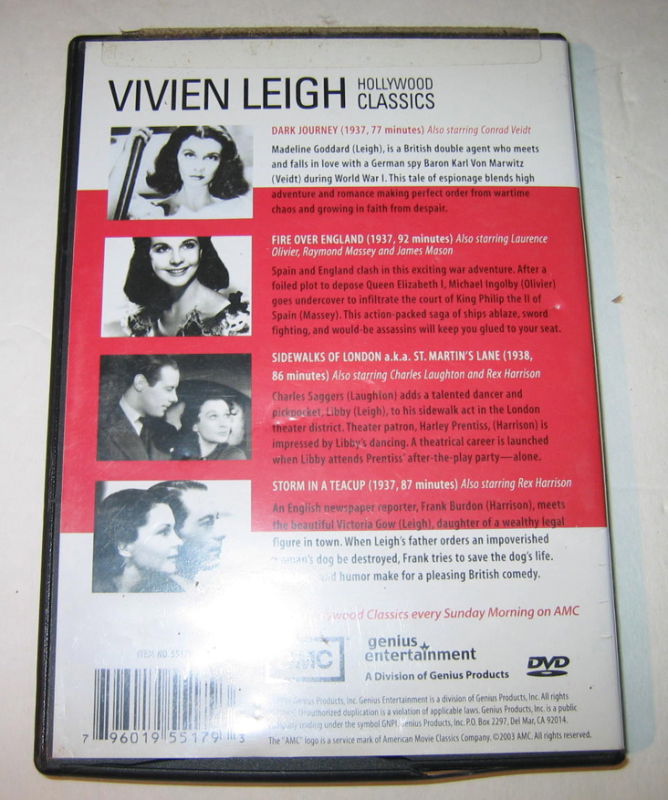 VIVIEN LEIGH HOLLYWOOD CLASSICS
DARK JOURNEY (1937, 77 minutes) Also starring Conrad Veidt
Madeline Goddard (Leigh), is a British double agent who meets
and falls in love with a German spy Baron Karl Von Marwitz
(Veidt) during World War I. This tale of espionage blends high
adventure and romance making perfect order from wartime
chaos and growing in faith from despair.
FIRE OVER ENGLAND (1937, 92 minutes) Also starring Laurence
Olivier, Raymond Massey and James Mason
Spain and England clash in this exciting war adventure. After a
foiled plot to depose Queen Elizabeth I, Michael Ingolby (Olivier)
goes undercover to infiltrate the court of King Philip the II of
Spain (Massey). This action-packed saga of ships ablaze, sword
fighting, and would-be assassins will keep you glued to your seat.
SIDEWALKS OF LONDON a.k.a. ST. MARTIN'S LANE (1938,
86 minutes) Also starring Charles Laughton and Rex Harrison
Charles Saggers (Laughton) adds a talented dancer and
pickpocket, Libby (Leigh), to his sidewalk act in the London
theater district. Theater patron, Harley Prentiss, (Harrison) is
impressed by Libby's dancing. A theatrical career is launched
when Libby attends Prentiss' after-the-play party—alone.
STORM IN A TEACUP (1937, 87 minutes) Also starring Rex Harrison
An English newspaper reporter, Frank Burdon (Harrison), meets
the beautiful Victoria Gow (Leigh), daughter of a wealthy legal
figure in town. When Leigh's father orders an impoverished
dog be destroyed, Frank tries to save the dog's life.
and humor make for a pleasing British comedy.
Classics every Sunday Morning on AMC
ITEM NO. 
AMC
genius
entertainment
A Division of Genius Products
DVD
Genius Products, Inc. Genius Entertainment is a division of Genius Products, Inc. All rights
Unauthorized duplication is a violation of applicable laws. Genius Products, Inc. is a public
trading under the symbol GNPI. Genius Products, Inc. P.O. Box 2297, Del Mar, CA 92014.
The "AMC" logo is a service mark of American Movie Classics Company, ©2003 AMC. All rights reserved.
7 96019 55179 3